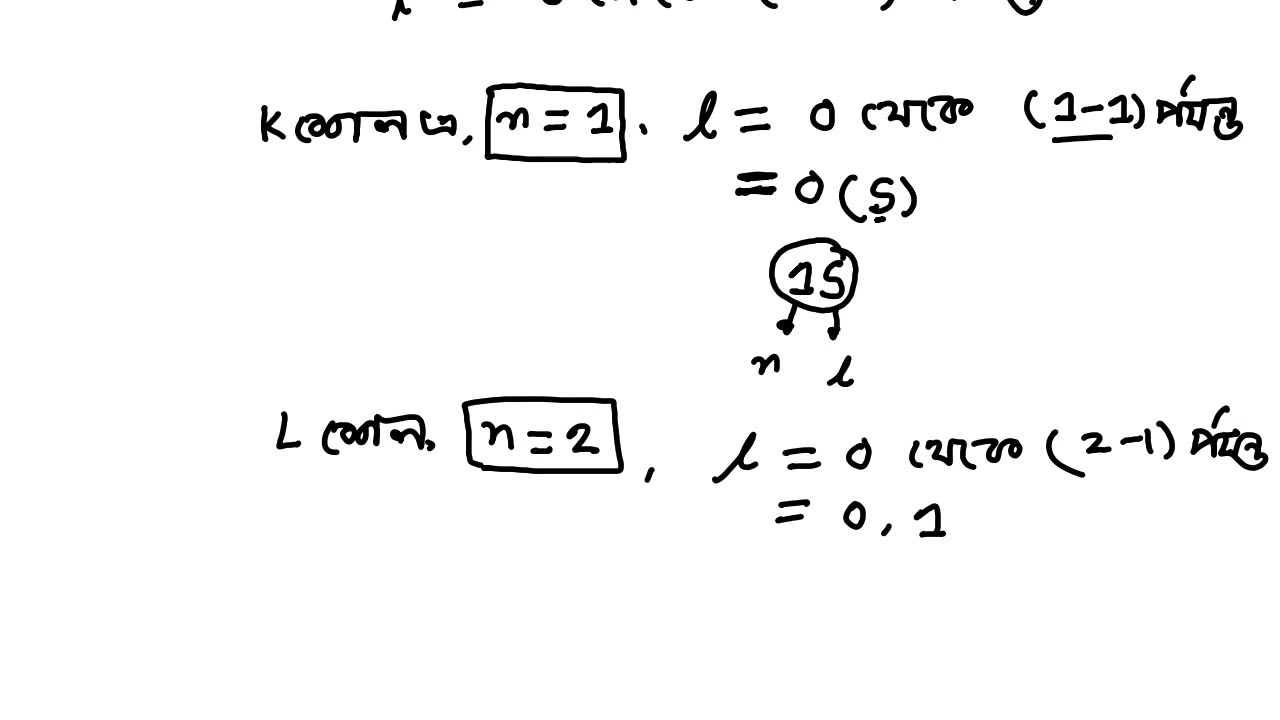 K শেলে, n = 1. l = 0 থেকে (1-1) পর্যন্ত
= 0 (S)
1S
n l
L শেলে, n = 2, l = 0 থেকে (2-1) পর্যন্ত
= 0, 1